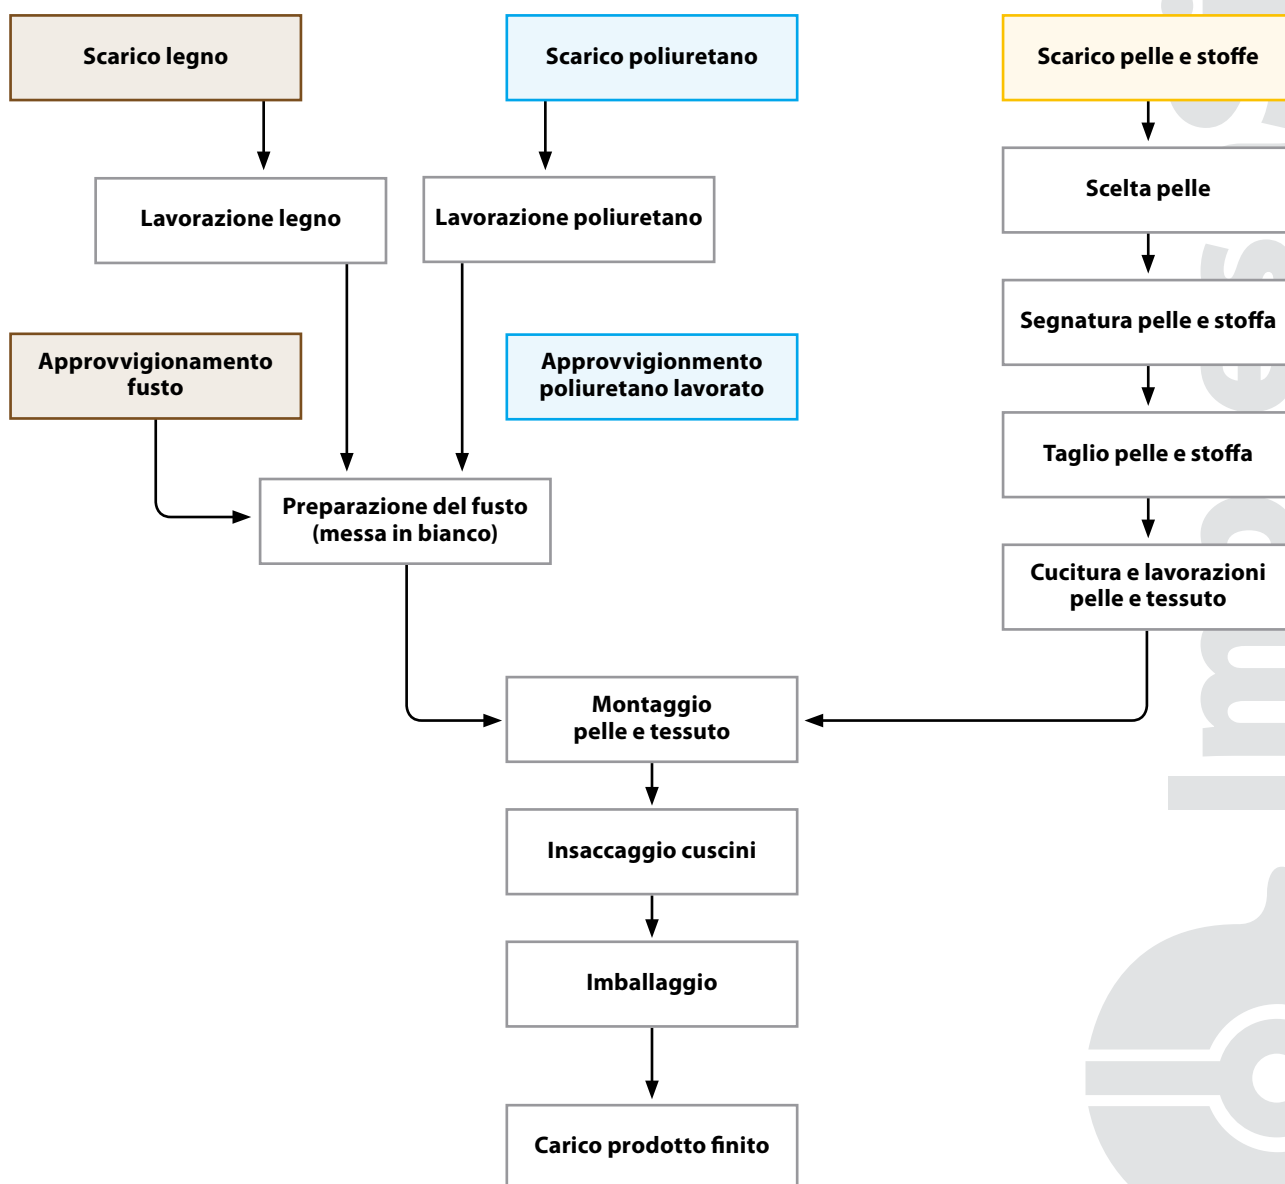 Scarico legno
Scarico poliuretano
Scarico pelle e stoffe
Lavorazione legno
Lavorazione poliuretano
Scelta pelle
Segnatura pelle e stoffa
Approvvigionamento
fusto
Approvvigionmento
poliuretano lavorato
Taglio pelle e stoffa
Preparazione del fusto
(messa in bianco)
Cucitura e lavorazioni
pelle e tessuto
Montaggio
pelle e tessuto
Insaccaggio cuscini
Imballaggio
Carico prodotto finito